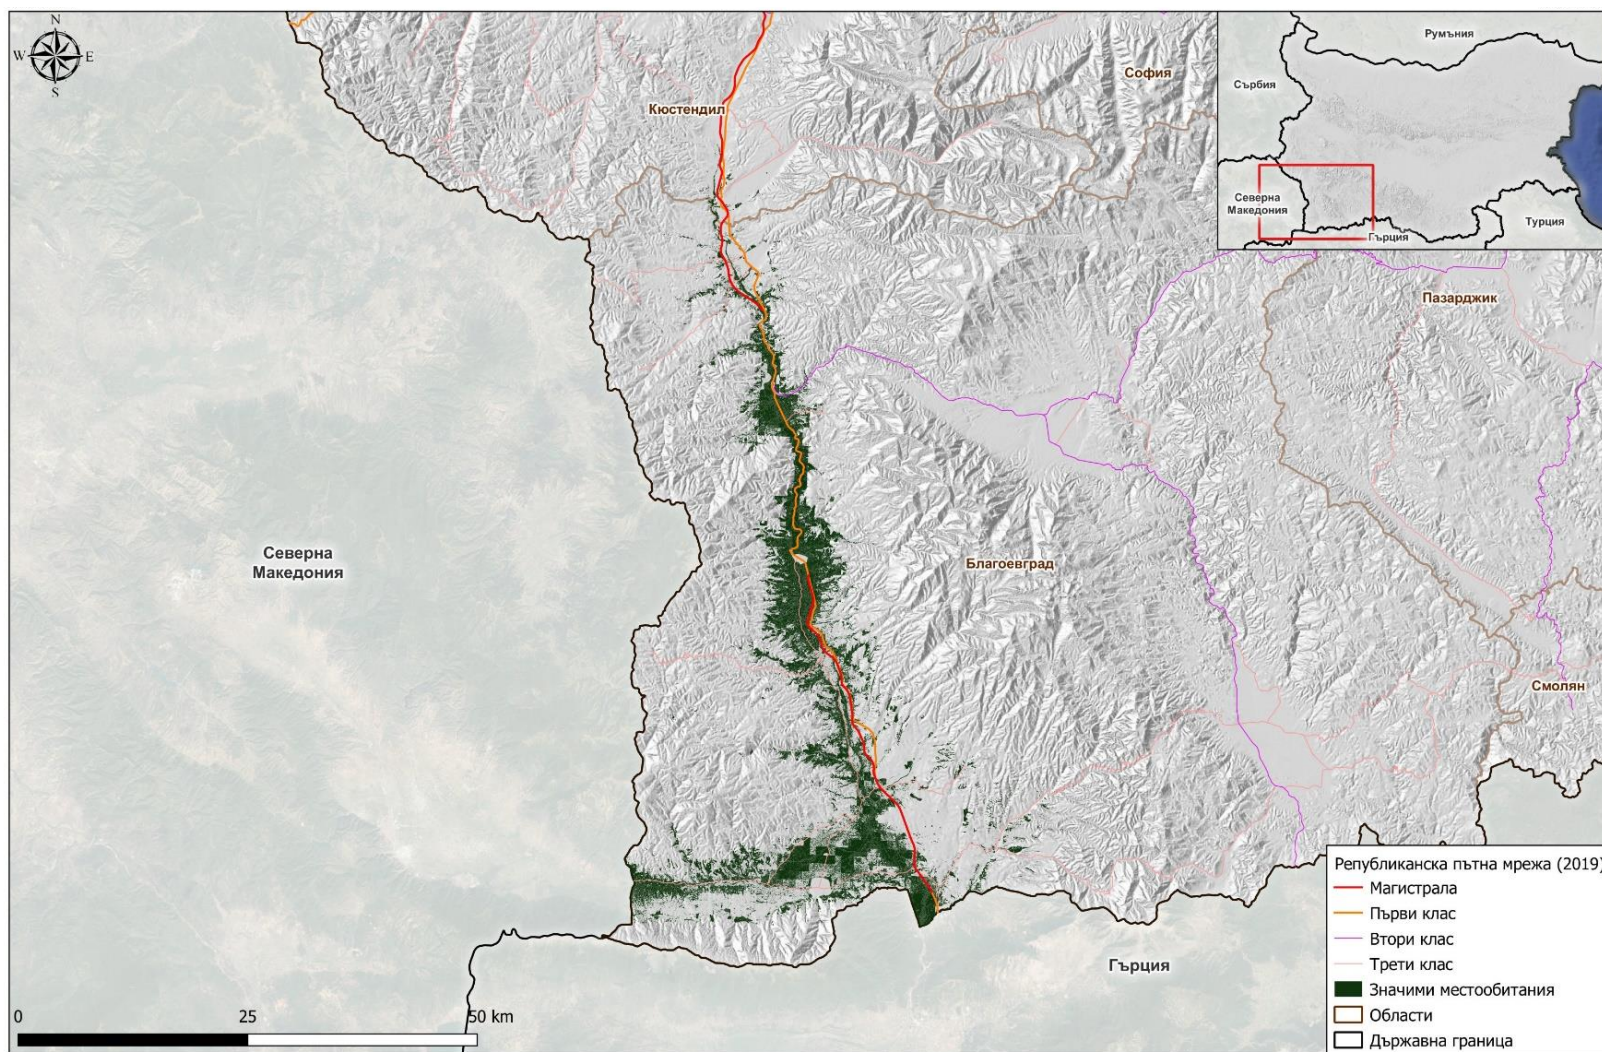 N
W
E
S
Кюстендил
София
Румъния
Сърбия
Северна
Македония
Гърция
Турция
Пазарджик
Северна
Македония
Благоевград
Смолян
Гърция
0
25
50 km
Републиканска пътна мрежа (2019)
Магистрала
Първи клас
Втори клас
Трети клас
Значими местообитания
Области
Държавна граница